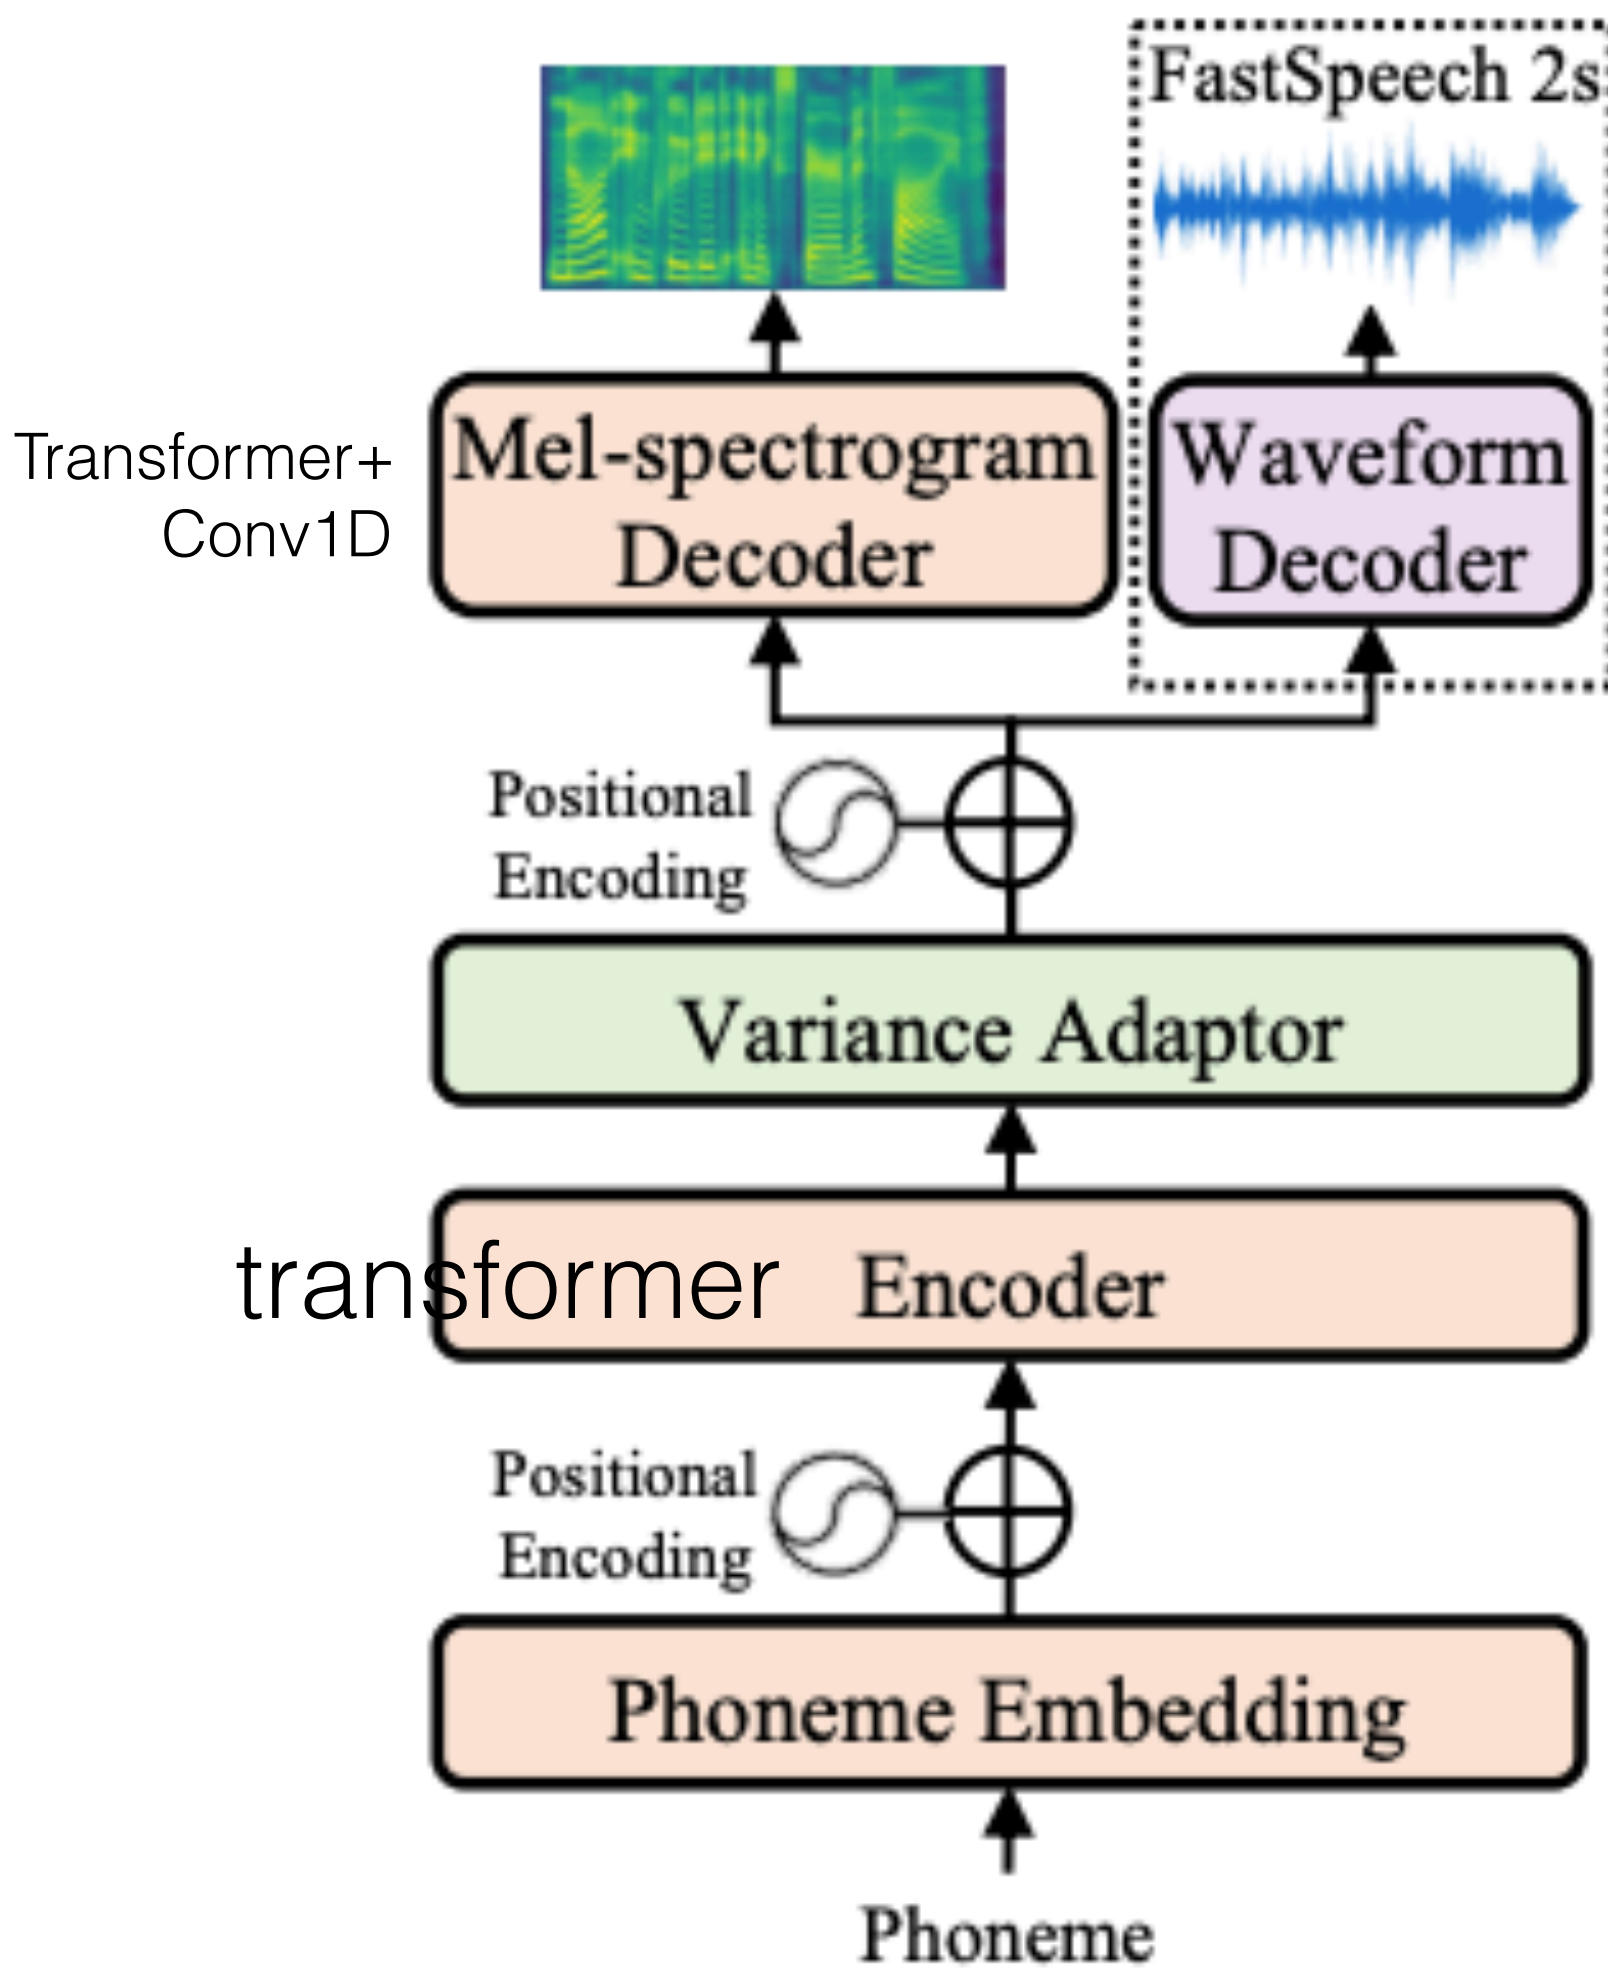 FastSpeech 2s
Transformer+
Conv1D
Mel-spectrogram
Decoder
Waveform
Decoder
Positional
Encoding
Variance Adaptor
transformer
Encoder
Positional
Encoding
Phoneme Embedding
Phoneme